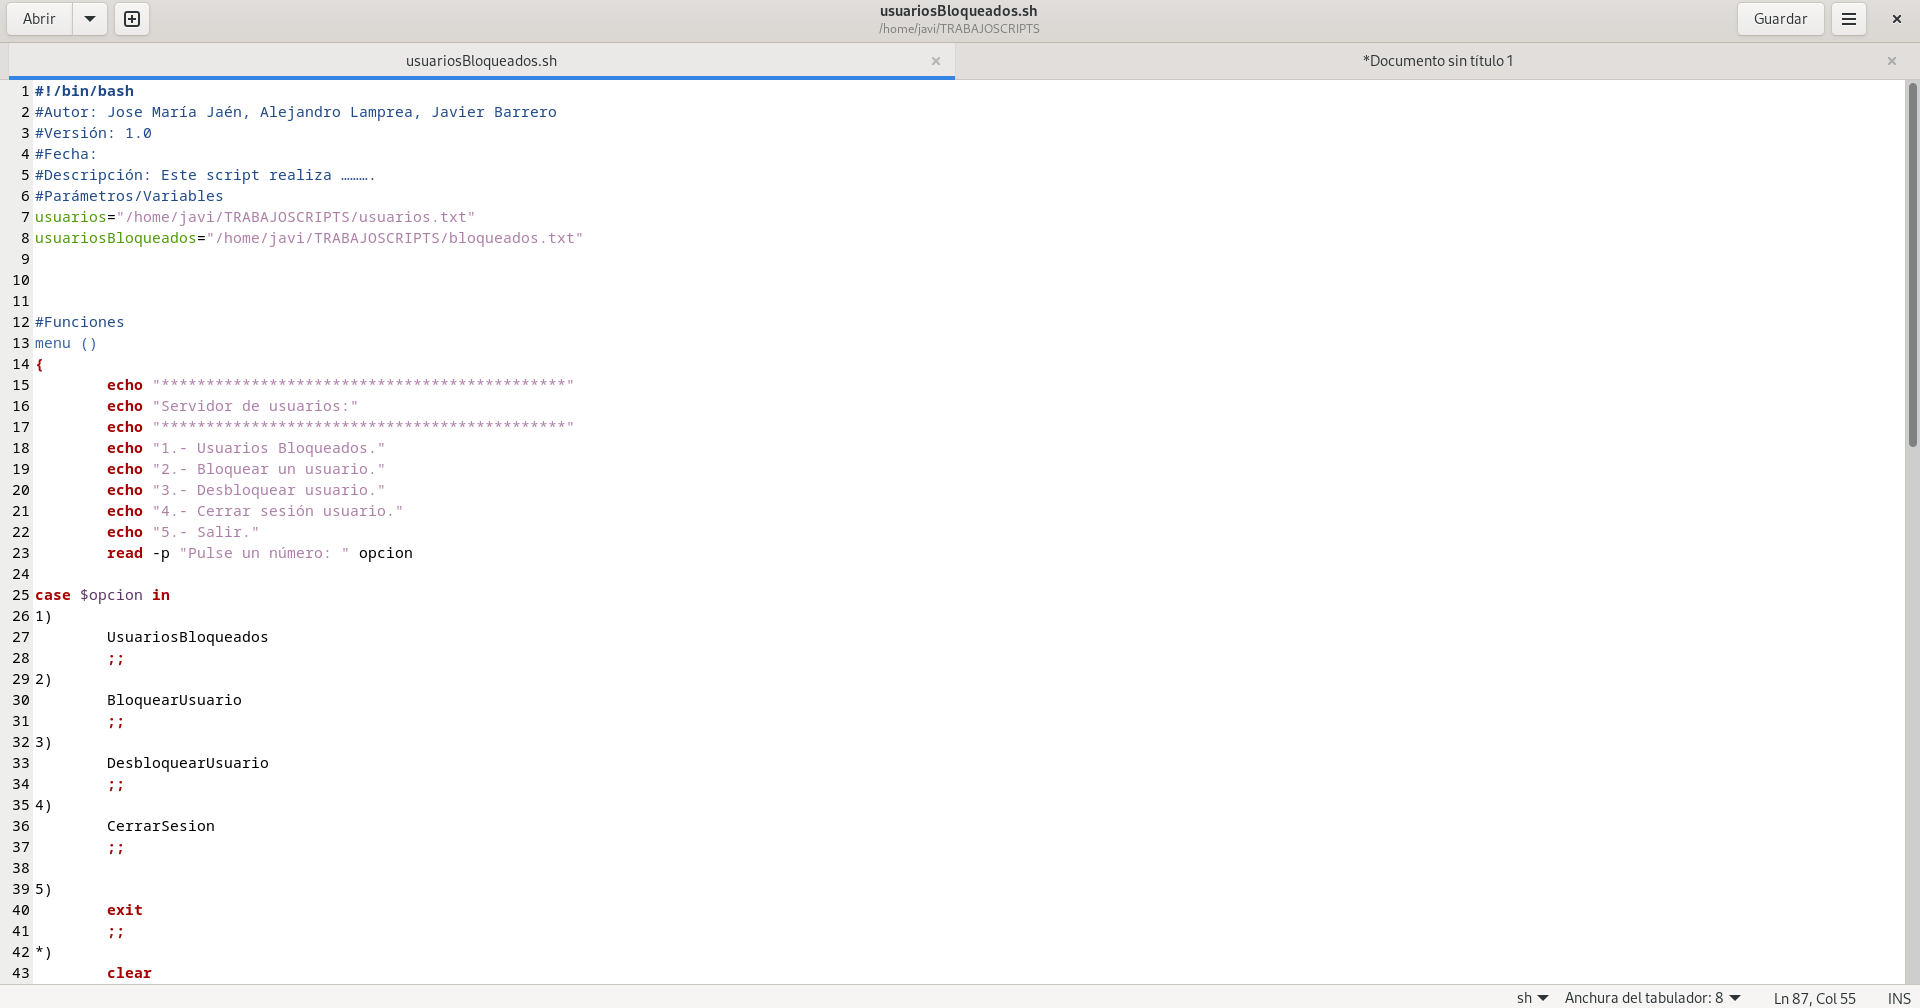 Abrir
usuariosBloqueados.sh
/home/javi/TRABAJOSCRIPTS
Guardar
usuariosBloqueados.sh
*Documento sin título 1
1 #!/bin/bash
2 #Autor: Jose María Jaén, Alejandro Lamprea, Javier Barrero
3 #Versión: 1.0
4 #Fecha:
5 #Descripción: Este script realiza ……….
6 #Parámetros/Variables
7 usuarios="/home/javi/TRABAJOSCRIPTS/usuarios.txt"
8 usuariosBloqueados="/home/javi/TRABAJOSCRIPTS/bloqueados.txt"
9
10
11
12 #Funciones
13 menu ()
14 {
15 echo "*********************************************"
16 echo "Servidor de usuarios:"
17 echo "*********************************************"
18 echo "1.- Usuarios Bloqueados."
19 echo "2.- Bloquear un usuario."
20 echo "3.- Desbloquear usuario."
21 echo "4.- Cerrar sesión usuario."
22 echo "5.- Salir."
23 read -p "Pulse un número: " opcion
24
25 case $opcion in
26 1)
27 UsuariosBloqueados
28 ;;
29 2)
30 BloquearUsuario
31 ;;
32 3)
33 DesbloquearUsuario
34 ;;
35 4)
36 CerrarSesion
37 ;;
38
39 5)
40 exit
41 ;;
42 *)
43 clear
sh Anchura del tabulador: 8 Ln 87, Col 55 INS